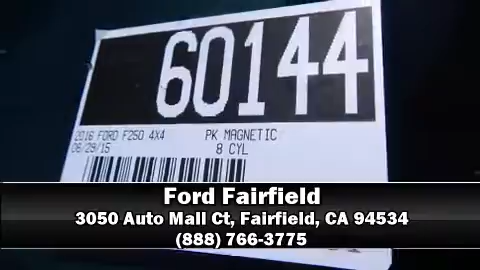 60144
2016 FORD F250 4X4 PK MAGNETIC
06/29/15 8 CYL
Ford Fairfield
3050 Auto Mall Ct, Fairfield, CA 94534
(888) 766-3775